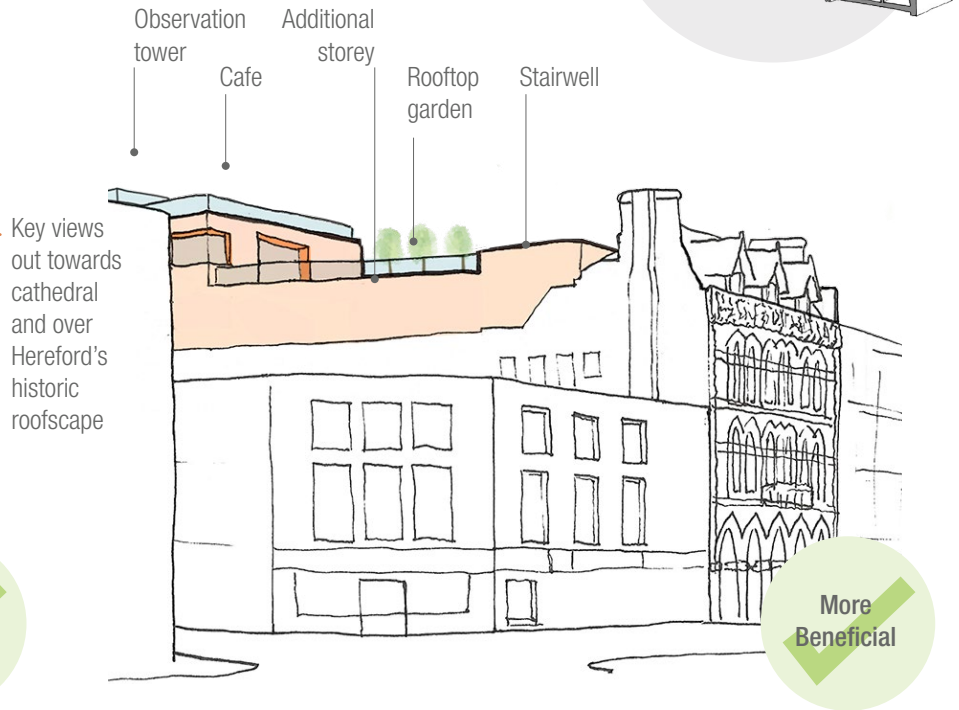 Observation
tower
Additional
storey
Cafe
Rooftop
garden
Stairwell
Key views
out towards
cathedral
and over
Hereford's
historic
roofscape
More
Beneficial